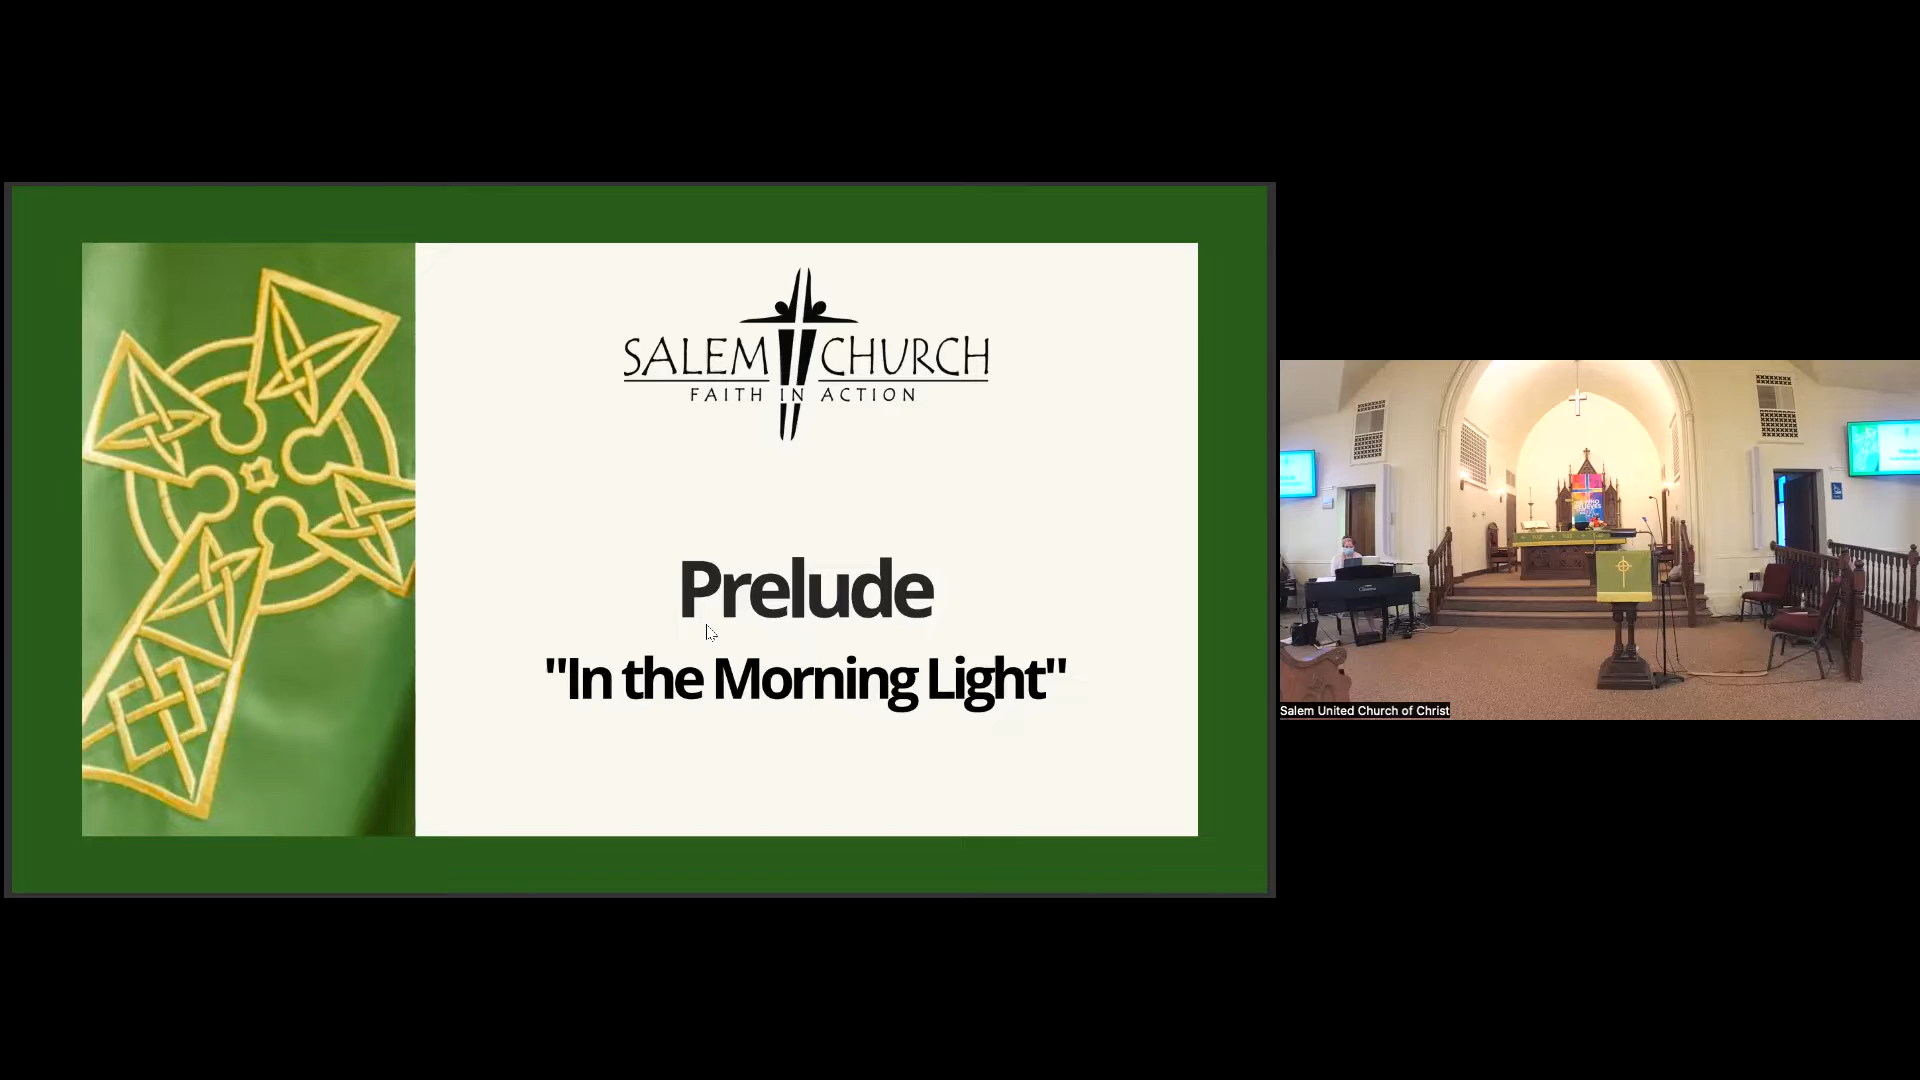 SALEM CHURCH
FAITH IN ACTION
Prelude
"In the Morning Light"
Salem United Church of Christ